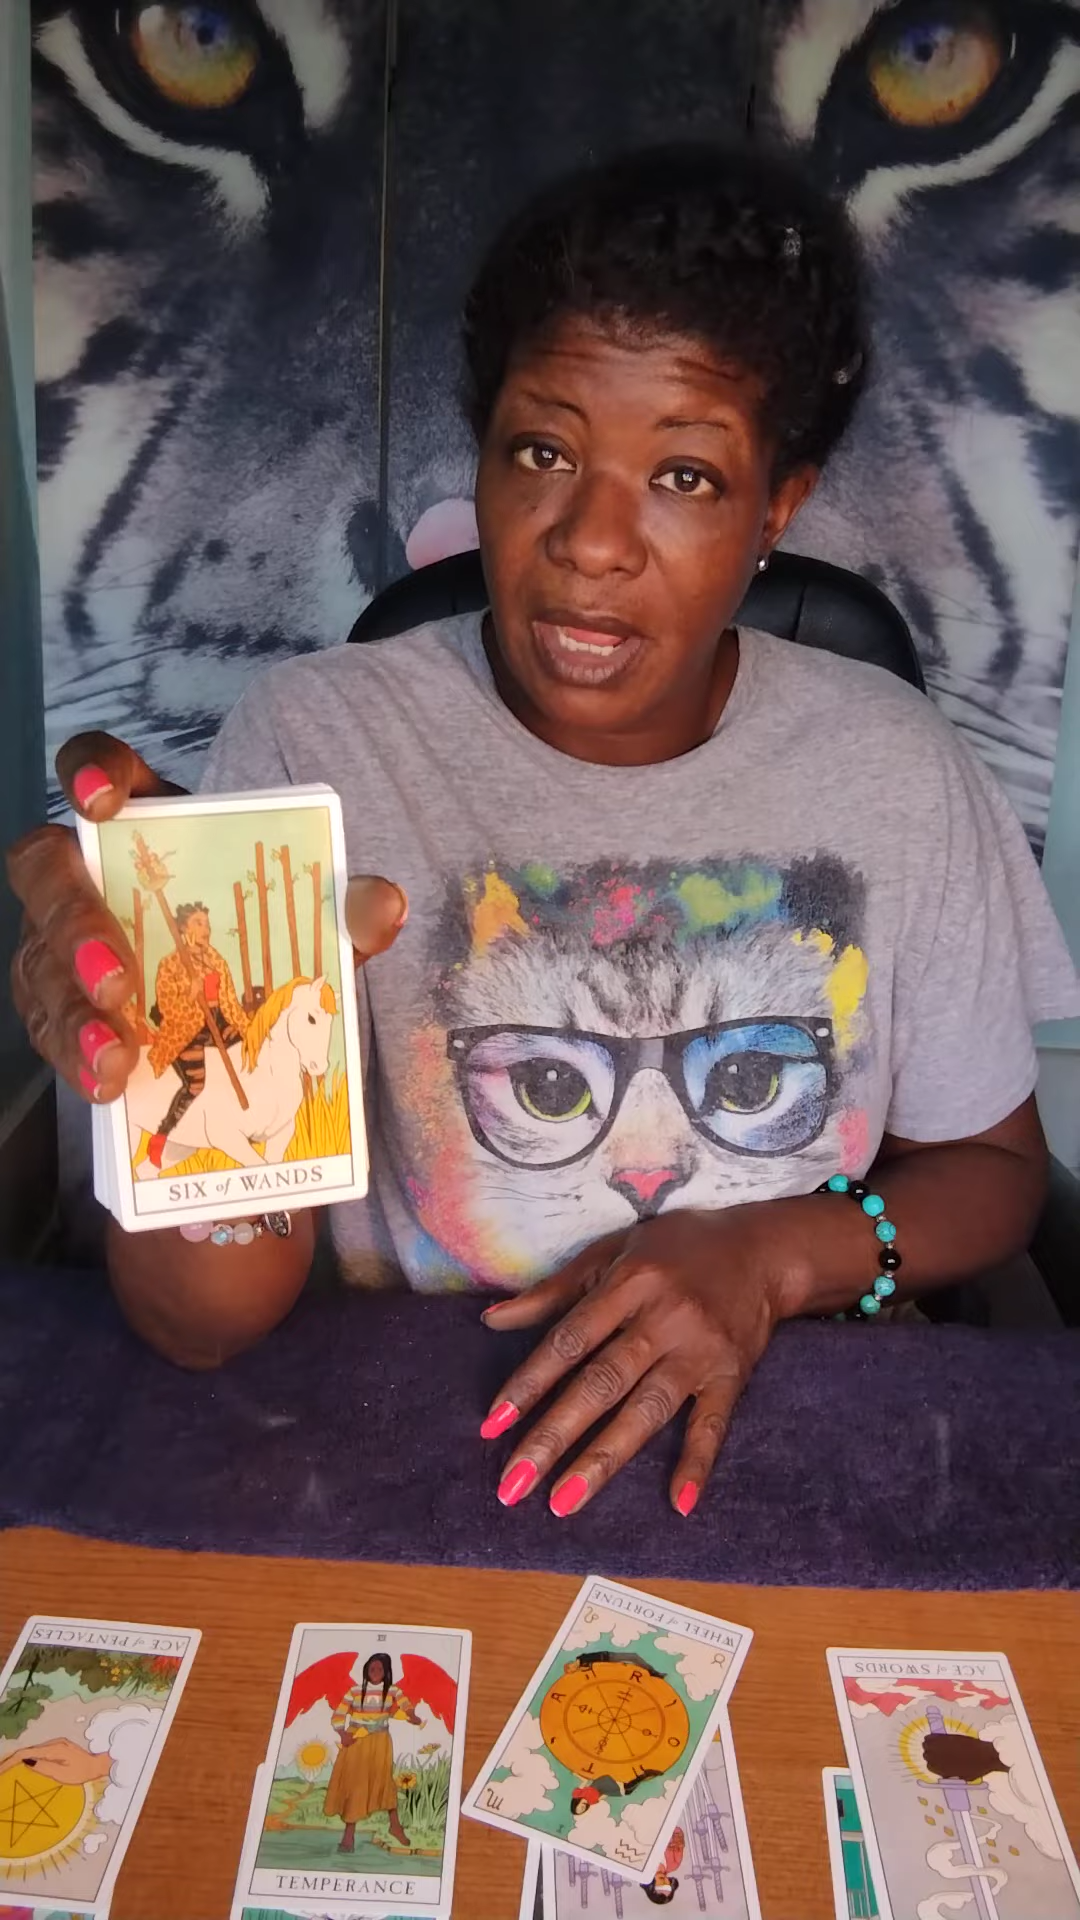 SIX of WANDS
ACE of PENTACLES
TEMPERANCE
WHEEL of FORTUNE
ACE of SWORDS